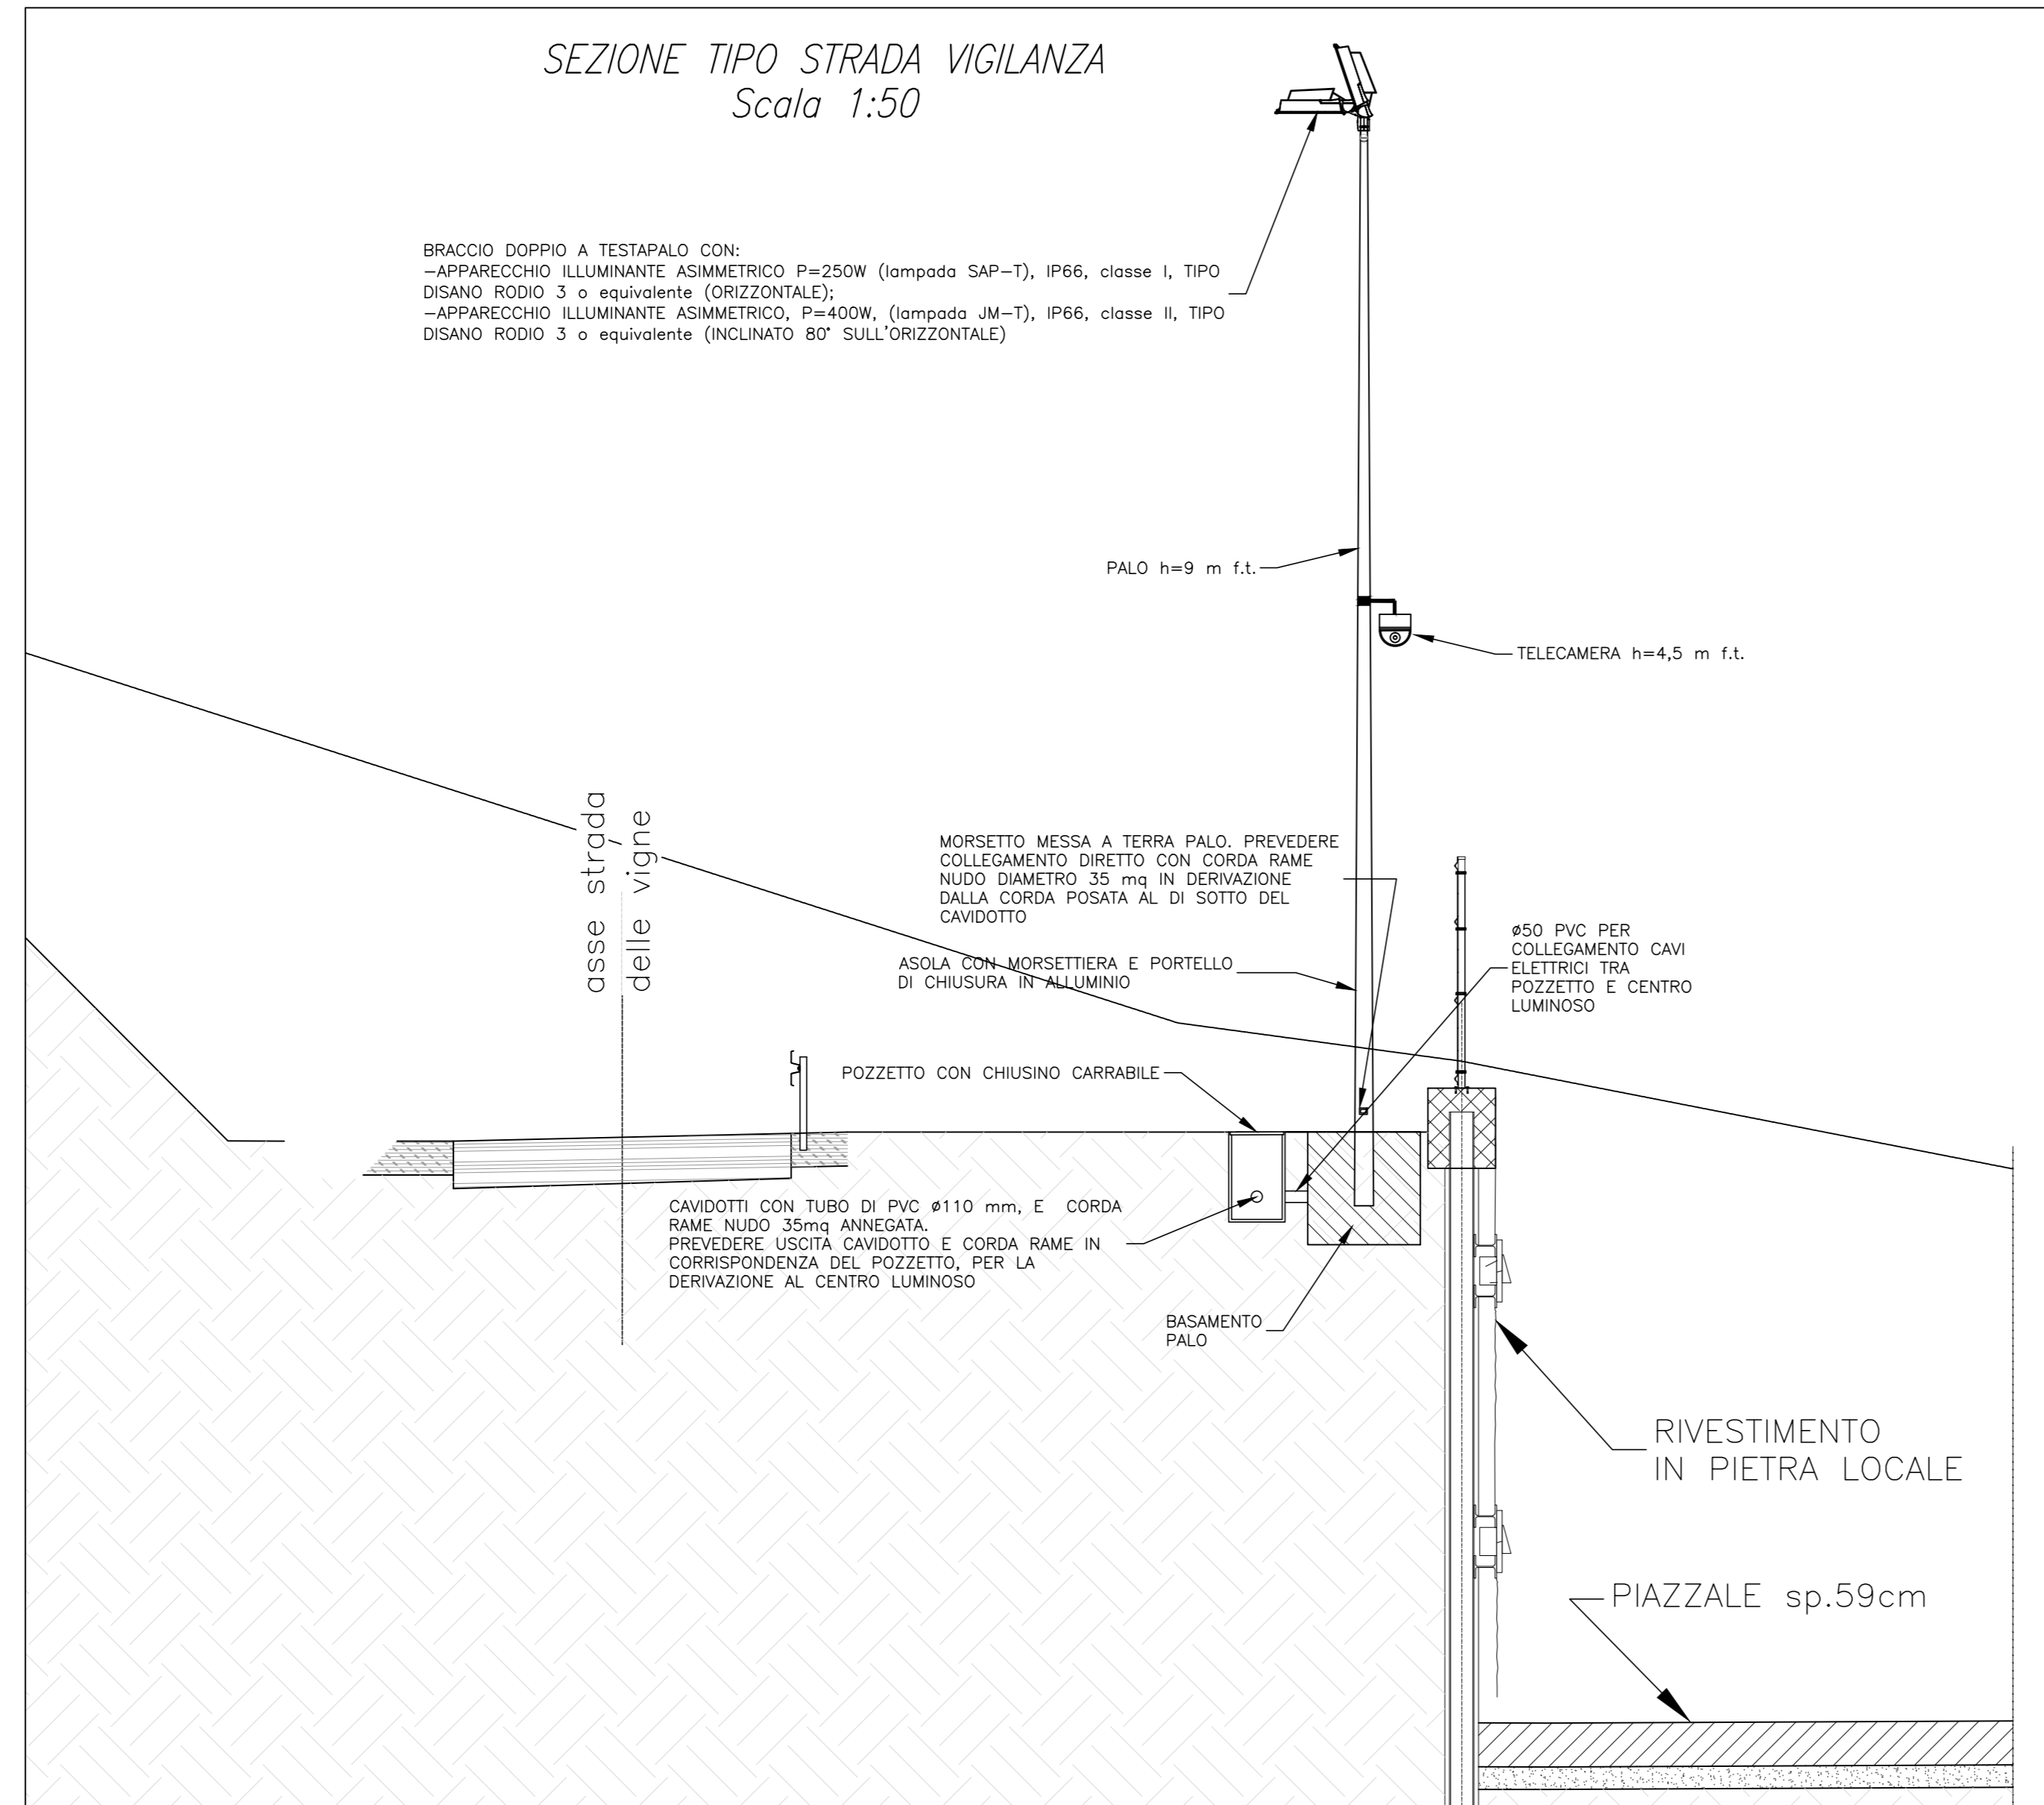 SEZIONE TIPO STRADA VIGILANZA
Scala 1:50
BRACCIO DOPPIO A TESTAPALO CON:
-APPARECCHIO ILLUMINANTE ASIMMETRICO P=250W (lampada SAP-T), IP66, classe I, TIPO
DISANO RODIO 3 o equivalente (ORIZZONTALE);
-APPARECCHIO ILLUMINANTE ASIMMETRICO, P=400W, (lampada JM-T), IP66, classe II, TIPO
DISANO RODIO 3 o equivalente (INCLINATO 80° SULL'ORIZZONTALE)
PALO h=9 m f.t.
TELECAMERA h=4,5 m f.t.
asse strada
delle vigne
MORSETTO MESSA A TERRA PALO. PREVEDERE
COLLEGAMENTO DIRETTO CON CORDA RAME
NUDO DIAMETRO 35 mq IN DERIVAZIONE
DALLA CORDA POSATA AL DI SOTTO DEL
CAVIDOTTO
ø50 PVC PER
COLLEGAMENTO CAVI
ELETTRICI TRA
POZZETTO E CENTRO
LUMINOSO
ASOLA CON MORSETTIERA E PORTELLO
DI CHIUSURA IN ALLUMINIO
POZZETTO CON CHIUSINO CARRABILE
CAVIDOTTI CON TUBO DI PVC ø110 mm, E CORDA
RAME NUDO 35mq ANNEGATA.
PREVEDERE USCITA CAVIDOTTO E CORDA RAME IN
CORRISPONDENZA DEL POZZETTO, PER LA
DERIVAZIONE AL CENTRO LUMINOSO
BASAMENTO
PALO
RIVESTIMENTO
IN PIETRA LOCALE
PIAZZALE sp.59cm